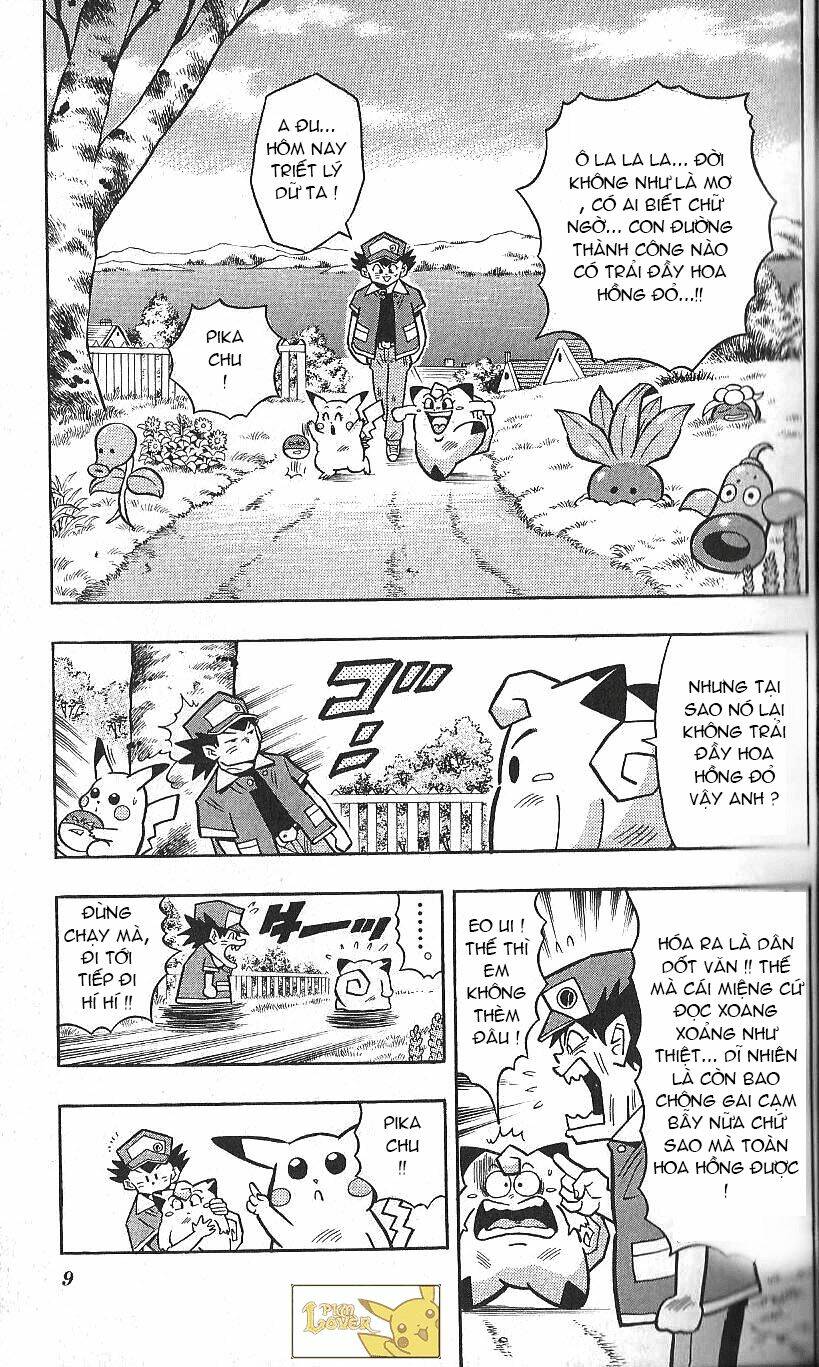 Ô LA LA LA... ĐỜI
KHÔNG NHƯ LÀ MƠ
, CÓ AI BIẾT CHỮ
NGỜ... CON ĐƯỜNG
THÀNH CÔNG NÀO
CÓ TRẢI ĐẦY HOA
HỒNG ĐỎ...!!
A ĐU...
HÔM NAY
TRIẾT LÝ
DỮ TA !
PIKA
CHU
!
NHƯNG TẠI
SAO NÓ LẠI
KHÔNG TRẢI
ĐẦY HOA
HỒNG ĐỎ
VẬY ANH ?
ゴロッ
HÓA RA LÀ DÂN
DỐT VĂN !! THẾ
MÀ CÁI MIỆNG CỨ
ĐỌC XOANG
XOẢNG NHƯ
THIỆT... DĨ NHIÊN
LÀ CÒN BAO
CHÔNG GAI CẠM
BẪY NỮA CHỨ
SAO MÀ TOÀN
HOA HỒNG ĐƯỢC
!
EO UI !
THẾ THÌ
EM
KHÔNG
THÈM
ĐÂU !
ĐỪNG
CHẠY MÀ,
ĐI TỚI
TIẾP ĐI
HÍ HÍ !!
PIKA
CHU
!!
9
PKM
LOVER